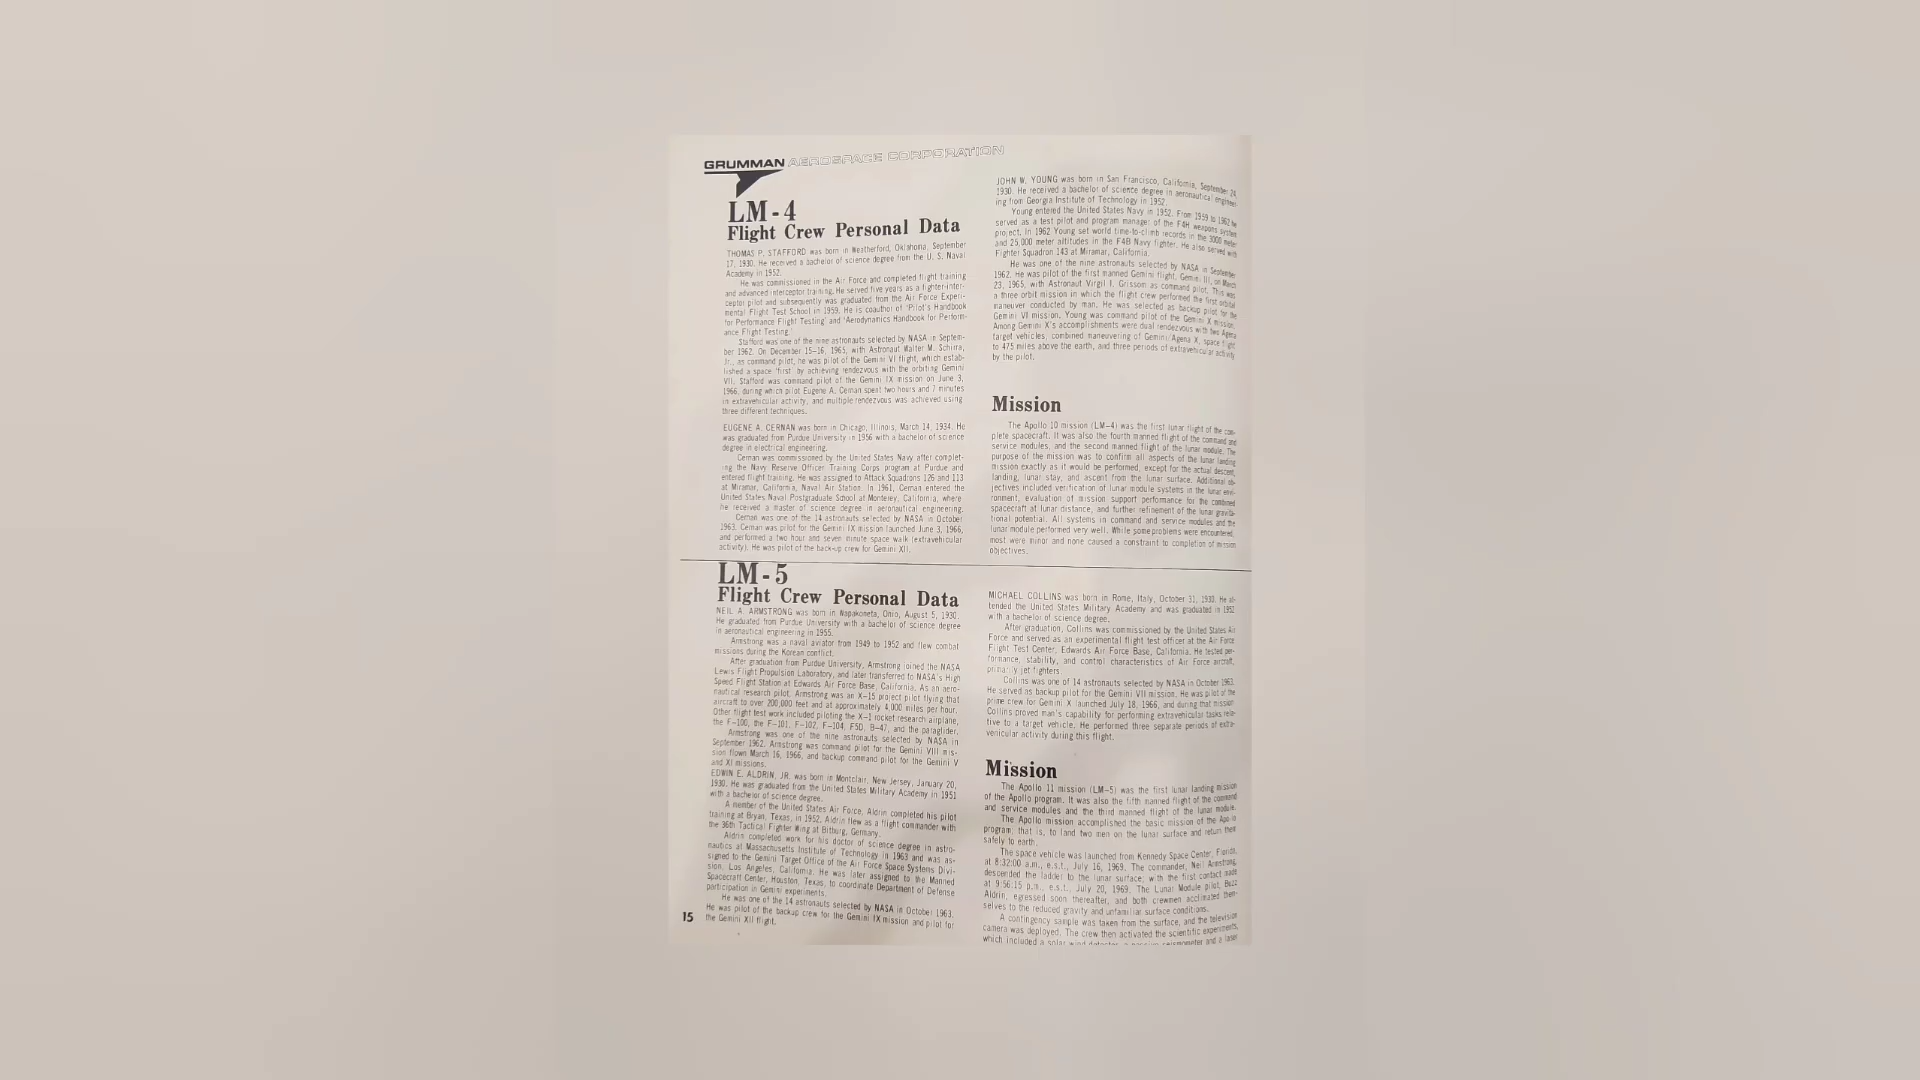 GRUMMAN AEROSPACE CORPORATION
LM-4
Flight Crew Personal Data
THOMAS P. STAFFORD was born in Weatherford, Oklahoma, September
17, 1930. He received a bachelor of science degree from the U. S. Naval
Academy in 1952.
He was commissioned in the Air Force and completed flight training
and advanced interceptor training. He served five years as a fighter-inter-
ceptor pilot and subsequently was graduated from the Air Force Experi-
mental Flight Test School in 1959. He is coauthor of "Pilot's Handbook
for Performance Flight Testing" and "Aerodynamics Handbook for Perform-
ance Flight Testing."
Stafford was one of the nine astronauts selected by NASA in Septem-
ber 1962. On December 15-16, 1965, with Astronaut Walter M. Schirra,
Jr., as command pilot, he was pilot of the Gemini VI flight, which estab-
lished a space "first" by achieving rendezvous with the orbiting Gemini
VII. Stafford was command pilot of the Gemini IX mission on June 3,
1966, during which pilot Eugene A. Cernan spent two hours and 7 minutes
in extravehicular activity, and multiple rendezvous was achieved using
three different techniques.
EUGENE A. CERNAN was born in Chicago, Illinois, March 14, 1934. He
was graduated from Purdue University in 1956 with a bachelor of science
degree in electrical engineering.
Cernan was commissioned by the United States Navy after complet-
ing the Navy Reserve Officer Training Corps program at Purdue and
entered flight training. He was assigned to Attack Squadrons 126 and 113
at Miramar, California, Naval Air Station. In 1961, Cernan entered the
United States Naval Postgraduate School at Monterey, California, where
he received a master of science degree in aeronautical engineering.
Cernan was one of the 14 astronauts selected by NASA in October
1963. Cernan was pilot for the Gemini IX mission launched June 3, 1966,
and performed a two hour and seven minute space walk (extravehicular
activity). He was pilot of the back-up crew for Gemini XII.
JOHN W. YOUNG was born in San Francisco, California, September 24,
1930. He received a bachelor of science degree in aeronautical engineer-
ing from Georgia Institute of Technology in 1952.
Young entered the United States Navy in 1952. From 1959 to 1962 he
served as a test pilot and program manager of the F4H weapons system
project. In 1962 Young set world time-to-climb records in the 3000 meter
and 25,000 meter altitudes in the F4B Navy fighter. He also served with
Fighter Squadron 143 at Miramar, California.
He was one of the nine astronauts selected by NASA in September
1962. He was pilot of the first manned Gemini flight, Gemini III, on March
23, 1965, with Astronaut Virgil I. Grissom as command pilot. This was
a three orbit mission in which the flight crew performed the first orbital
maneuver conducted by man. He was selected as backup pilot for the
Gemini VI mission. Young was command pilot of the Gemini X mission.
Among Gemini X's accomplishments were dual rendezvous with two Agena
target vehicles, combined maneuvering of Gemini/Agena X, space flight
to 475 miles above the earth, and three periods of extravehicular activity
by the pilot.
Mission
The Apollo 10 mission (LM-4) was the first lunar flight of the com-
plete spacecraft. It was also the fourth manned flight of the command and
service modules, and the second manned flight of the lunar module. The
purpose of the mission was to confirm all aspects of the lunar landing
mission exactly as it would be performed, except for the actual descent,
landing, lunar stay, and ascent from the lunar surface. Additional ob-
jectives included verification of lunar module systems in the lunar envi-
ronment, evaluation of mission support performance for the combined
spacecraft at lunar distance, and further refinement of the lunar gravita-
tional potential. All systems in command and service modules and the
lunar module performed very well. While some problems were encountered,
most were minor and none caused a constraint to completion of mission
objectives.
LM-5
Flight Crew Personal Data
NEIL A. ARMSTRONG was born in Wapakoneta, Ohio, August 5, 1930.
He graduated from Purdue University with a bachelor of science degree
in aeronautical engineering in 1955.
Armstrong was a naval aviator from 1949 to 1952 and flew combat
missions during the Korean conflict.
After graduation from Purdue University, Armstrong joined the NASA
Lewis Flight Propulsion Laboratory, and later transferred to NASA's High
Speed Flight Station at Edwards Air Force Base, California. As an aero-
nautical research pilot, Armstrong was an X-15 project pilot flying that
aircraft to over 200,000 feet and at approximately 4,000 miles per hour.
Other flight test work included piloting the X-1 rocket research airplane,
the F-100, the F-101, F-102, F-104, F5D, B-47, and the paraglider.
Armstrong was one of the nine astronauts selected by NASA in
September 1962. Armstrong was command pilot for the Gemini VIII mis-
sion flown March 16, 1966, and backup command pilot for the Gemini V
and XI missions.
EDWIN E. ALDRIN, JR. was born in Montclair, New Jersey, January 20,
1930. He was graduated from the United States Military Academy in 1951
with a bachelor of science degree.
A member of the United States Air Force, Aldrin completed his pilot
training at Bryan, Texas, in 1952. Aldrin flew as a flight commander with
the 36th Tactical Fighter Wing at Bitburg, Germany.
Aldrin completed work for his doctor of science degree in astro-
nautics at Massachusetts Institute of Technology in 1963 and was as-
signed to the Gemini Target Office of the Air Force Space Systems Divi-
sion, Los Angeles, California. He was later assigned to the Manned
Spacecraft Center, Houston, Texas, to coordinate Department of Defense
participation in Gemini experiments.
He was one of the 14 astronauts selected by NASA in October 1963.
He was pilot of the backup crew for the Gemini IX mission and pilot for
the Gemini XII flight.
15
MICHAEL COLLINS was born in Rome, Italy, October 31, 1930. He at-
tended the United States Military Academy and was graduated in 1952
with a bachelor of science degree.
After graduation, Collins was commissioned by the United States Air
Force and served as an experimental flight test officer at the Air Force
Flight Test Center, Edwards Air Force Base, California. He tested per-
formance, stability, and control characteristics of Air Force aircraft,
primarily jet fighters.
Collins was one of 14 astronauts selected by NASA in October 1963.
He served as backup pilot for the Gemini VII mission. He was pilot of the
prime crew for Gemini X launched July 18, 1966, and during that mission
Collins proved man's capability for performing extravehicular tasks rela-
tive to a target vehicle. He performed three separate periods of extra-
vehicular activity during this flight.
Mission
The Apollo 11 mission (LM-5) was the first lunar landing mission
of the Apollo program. It was also the fifth manned flight of the command
and service modules and the third manned flight of the lunar module.
The Apollo mission accomplished the basic mission of the Apollo
program; that is, to land two men on the lunar surface and return them
safely to earth.
The space vehicle was launched from Kennedy Space Center, Florida,
at 8:32:00 a.m., e.s.t., July 16, 1969. The commander, Neil Armstrong,
descended the ladder to the lunar surface; with the first contact made
at 9:56:15 p.m., e.s.t., July 20, 1969. The Lunar Module pilot, Buzz
Aldrin, egressed soon thereafter, and both crewmen acclimated them-
selves to the reduced gravity and unfamiliar surface conditions.
A contingency sample was taken from the surface, and the television
camera was deployed. The crew then activated the scientific experiments,
which included a solar wind detector, a passive seismometer and a laser